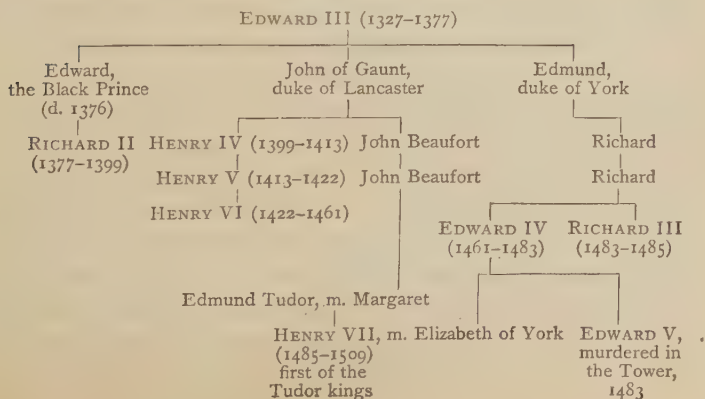 EDWARD III (1327–1377)
Edward, John of Gaunt, Edmund,
the Black Prince duke of Lancaster duke of York
(d. 1376)
RICHARD II HENRY IV (1399–1413) John Beaufort Richard
(1377–1399)
HENRY V (1413–1422) John Beaufort Richard
HENRY VI (1422–1461)
EDWARD IV RICHARD III
(1461–1483) (1483–1485)
Edmund Tudor, m. Margaret
HENRY VII, m. Elizabeth of York EDWARD V,
(1485–1509) murdered in
first of the the Tower,
Tudor kings 1483